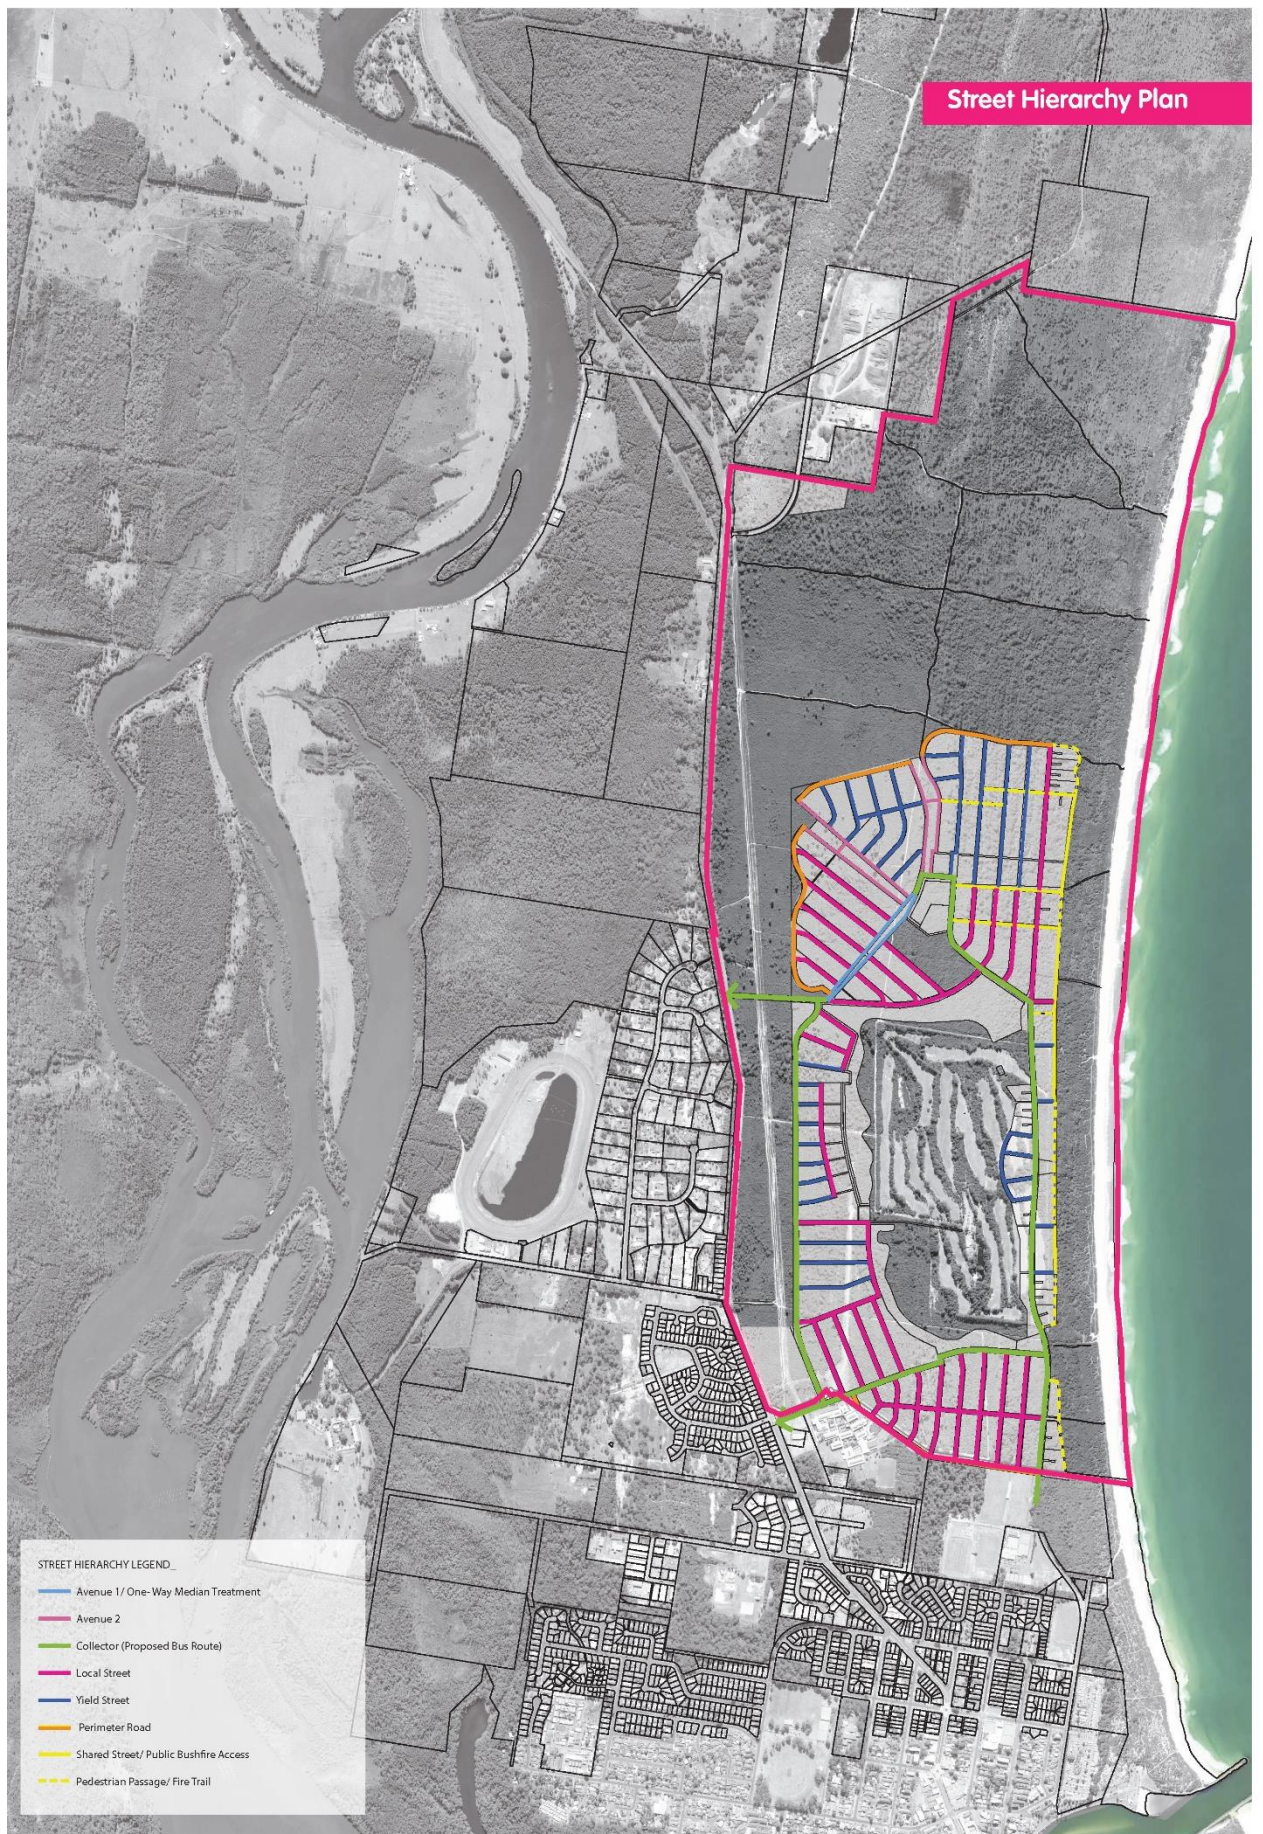 Street Hierarchy Plan
STREET HIERARCHY LEGEND_
Avenue 1/ One-Way Median Treatment
Avenue 2
Collector (Proposed Bus Route)
Local Street
Yield Street
Perimeter Road
Shared Street/ Public Bushfire Access
Pedestrian Passage/ Fire Trail